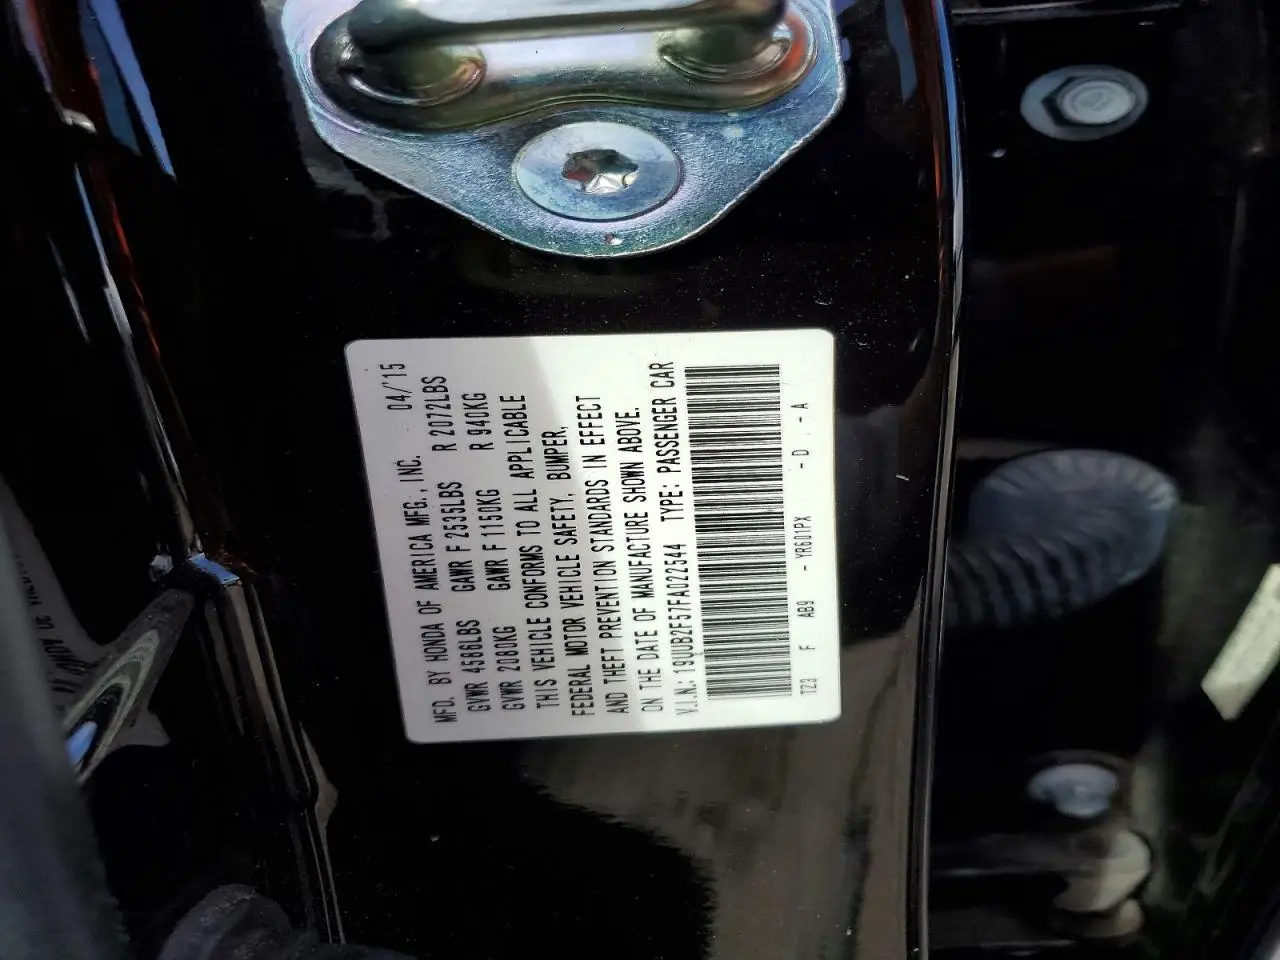 MFD. BY HONDA OF AMERICA MFG., INC. 04/'15
GVWR 4586LBS GAWR F 2535LBS R 2072LBS
GVWR 2080KG GAWR F 1150KG R 940KG
THIS VEHICLE CONFORMS TO ALL APPLICABLE
FEDERAL MOTOR VEHICLE SAFETY, BUMPER,
AND THEFT PREVENTION STANDARDS IN EFFECT
ON THE DATE OF MANUFACTURE SHOWN ABOVE.
V.I.N.: 19UUB2F57FA022544 TYPE: PASSENGER CAR
TZ3 F AB9 - YR601PX - D . - A